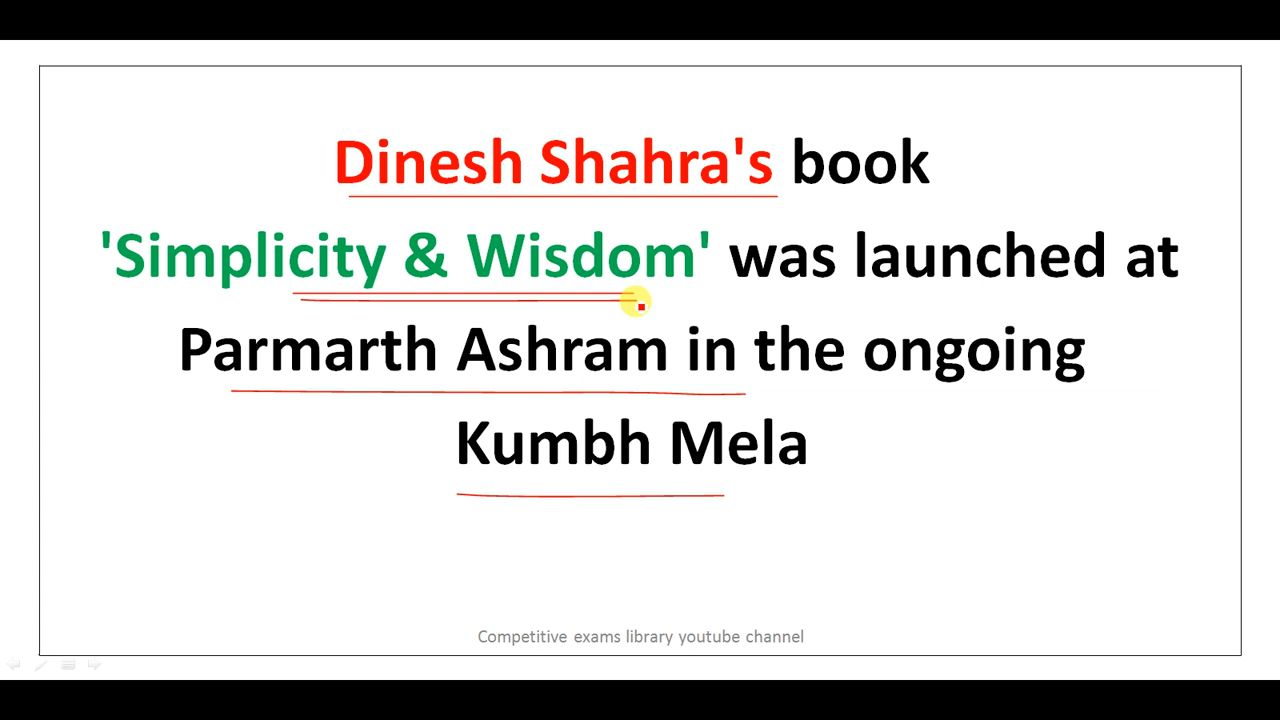 Dinesh Shahra's book
'Simplicity & Wisdom' was launched at
Parmarth Ashram in the ongoing
Kumbh Mela
Competitive exams library youtube channel